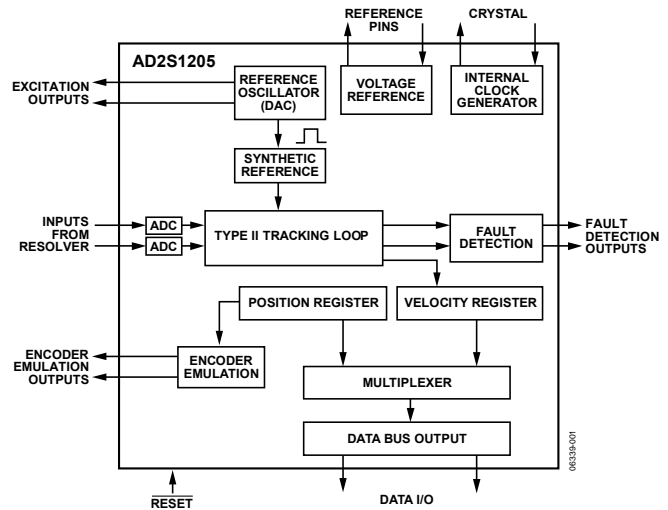 REFERENCE
PINS
CRYSTAL
AD2S1205
EXCITATION
OUTPUTS
REFERENCE
OSCILLATOR
(DAC)
VOLTAGE
REFERENCE
INTERNAL
CLOCK
GENERATOR
SYNTHETIC
REFERENCE
INPUTS
FROM
RESOLVER
ADC
ADC
TYPE II TRACKING LOOP
FAULT
DETECTION
FAULT
DETECTION
OUTPUTS
POSITION REGISTER
VELOCITY REGISTER
ENCODER
EMULATION
OUTPUTS
ENCODER
EMULATION
MULTIPLEXER
DATA BUS OUTPUT
RESET
DATA I/O
06339-001